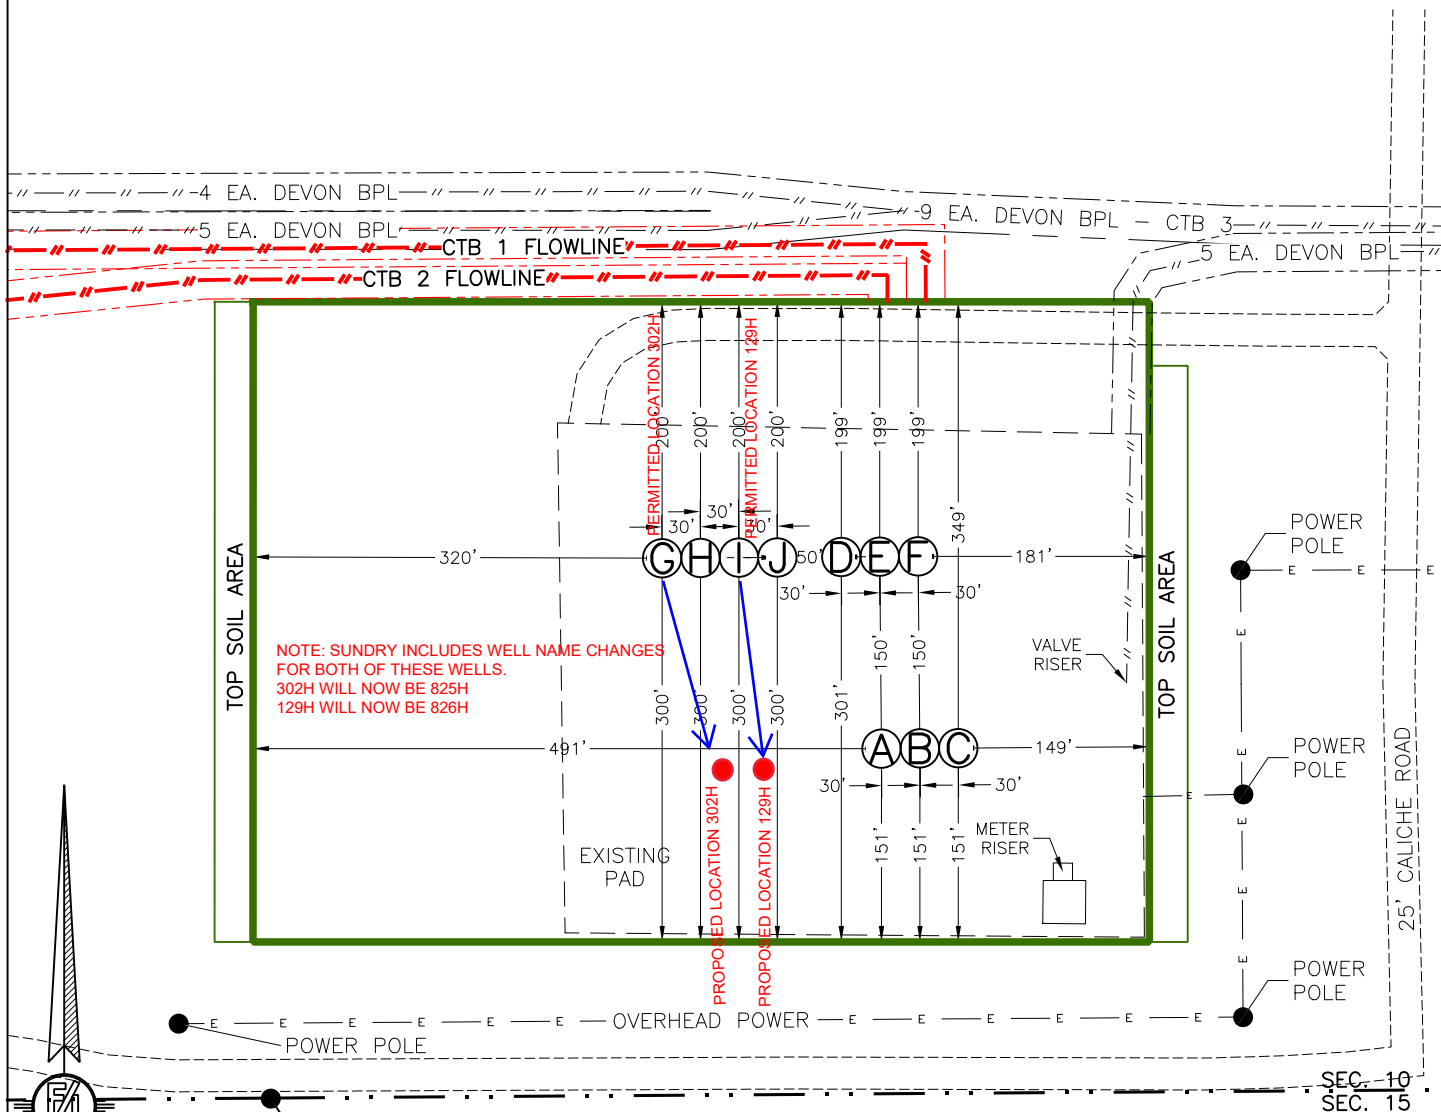 4 EA. DEVON BPL
5 EA. DEVON BPL
9 EA. DEVON BPL - CTB 3
5 EA. DEVON BPL
CTB 1 FLOWLINE
CTB 2 FLOWLINE
PERMITTED LOCATION 302H
PERMITTED LOCATION 129H
200'
200'
200'
200'
199'
199'
199'
349'
30'
30'
30'
320'
G
H
I
J
50'
D
E
F
181'
30'
30'
TOP SOIL AREA
TOP SOIL AREA
POWER
POLE
E E E
E
NOTE: SUNDRY INCLUDES WELL NAME CHANGES
FOR BOTH OF THESE WELLS.
302H WILL NOW BE 825H
129H WILL NOW BE 826H
VALVE
RISER
150'
150'
300'
300'
300'
300'
301'
491'
A
B
C
149'
30'
30'
POWER
POLE
E
E
E
E
PROPOSED LOCATION 302H
PROPOSED LOCATION 129H
151'
151'
151'
METER
RISER
EXISTING
PAD
25' CALICHE ROAD
POWER
POLE
E E E E E E OVERHEAD POWER E E E E E
POWER POLE
SEC. 10
SEC. 15